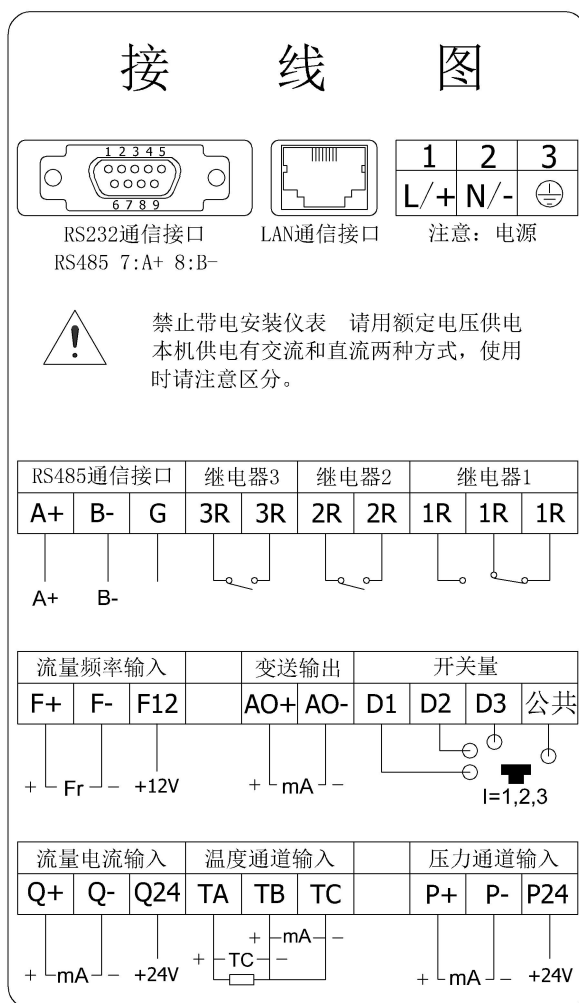 接 线 图
1 2 3 4 5
6 7 8 9
1 2 3
L/+ N/- 
RS232通信接口 LAN通信接口 注意：电源
RS485 7:A+ 8:B-
!
禁止带电安装仪表 请用额定电压供电
本机供电有交流和直流两种方式，使用
时请注意区分。
RS485通信接口 继电器3 继电器2 继电器1
A+ B- G 3R 3R 2R 2R 1R 1R 1R
A+ B-
流量频率输入 变送输出 开关量
F+ F- F12 AO+ AO- D1 D2 D3 公共
+ Fr - +12V + mA - I=1,2,3
流量电流输入 温度通道输入 压力通道输入
Q+ Q- Q24 TA TB TC P+ P- P24
+ mA -
+ TC -
+ mA - +24V + mA - +24V